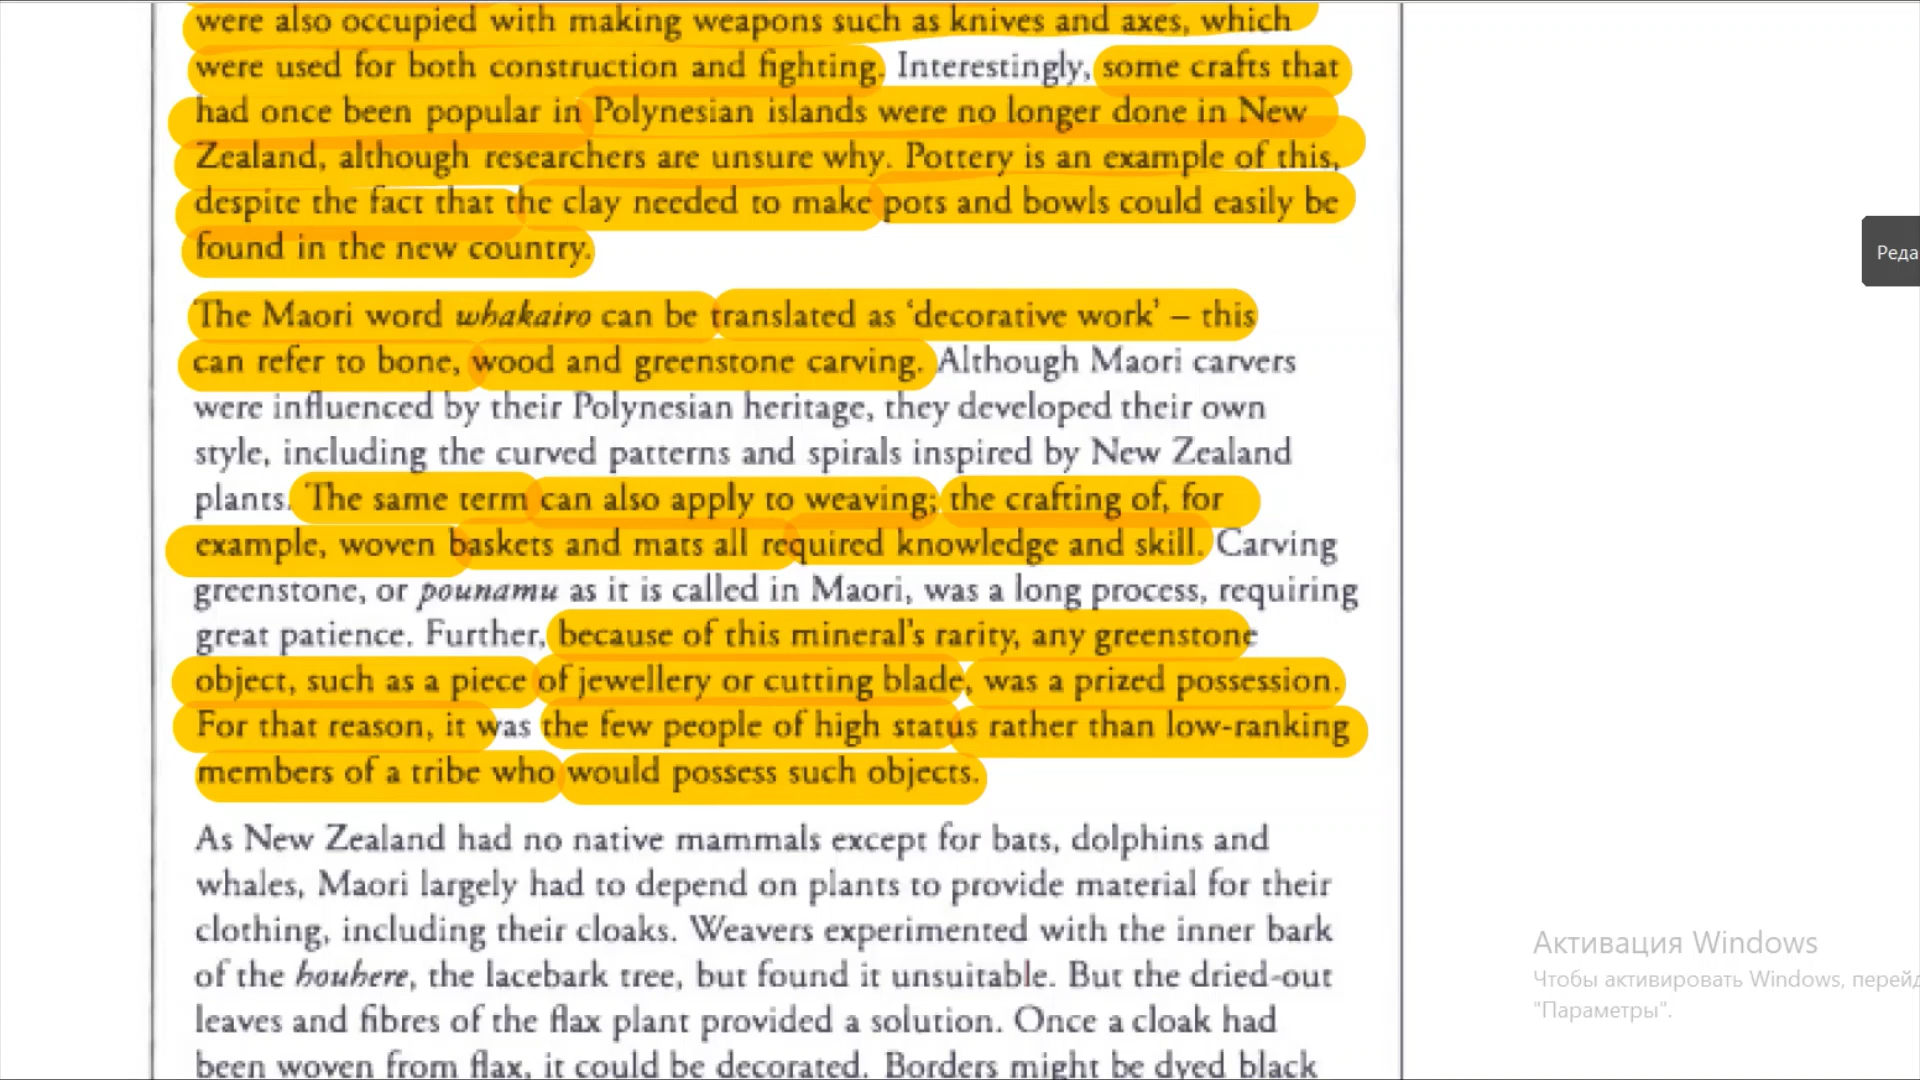 were also occupied with making weapons such as knives and axes, which
were used for both construction and fighting. Interestingly, some crafts that
had once been popular in Polynesian islands were no longer done in New
Zealand, although researchers are unsure why. Pottery is an example of this,
despite the fact that the clay needed to make pots and bowls could easily be
found in the new country.
The Maori word whakairo can be translated as ‘decorative work’ – this
can refer to bone, wood and greenstone carving. Although Maori carvers
were influenced by their Polynesian heritage, they developed their own
style, including the curved patterns and spirals inspired by New Zealand
plants. The same term can also apply to weaving; the crafting of, for
example, woven baskets and mats all required knowledge and skill. Carving
greenstone, or pounamu as it is called in Maori, was a long process, requiring
great patience. Further, because of this mineral’s rarity, any greenstone
object, such as a piece of jewellery or cutting blade, was a prized possession.
For that reason, it was the few people of high status rather than low-ranking
members of a tribe who would possess such objects.
As New Zealand had no native mammals except for bats, dolphins and
whales, Maori largely had to depend on plants to provide material for their
clothing, including their cloaks. Weavers experimented with the inner bark
of the houhere, the lacebark tree, but found it unsuitable. But the dried-out
leaves and fibres of the flax plant provided a solution. Once a cloak had
been woven from flax, it could be decorated. Borders might be dyed black
Реда
Активация Windows
Чтобы активировать Windows, перейд
"Параметры".